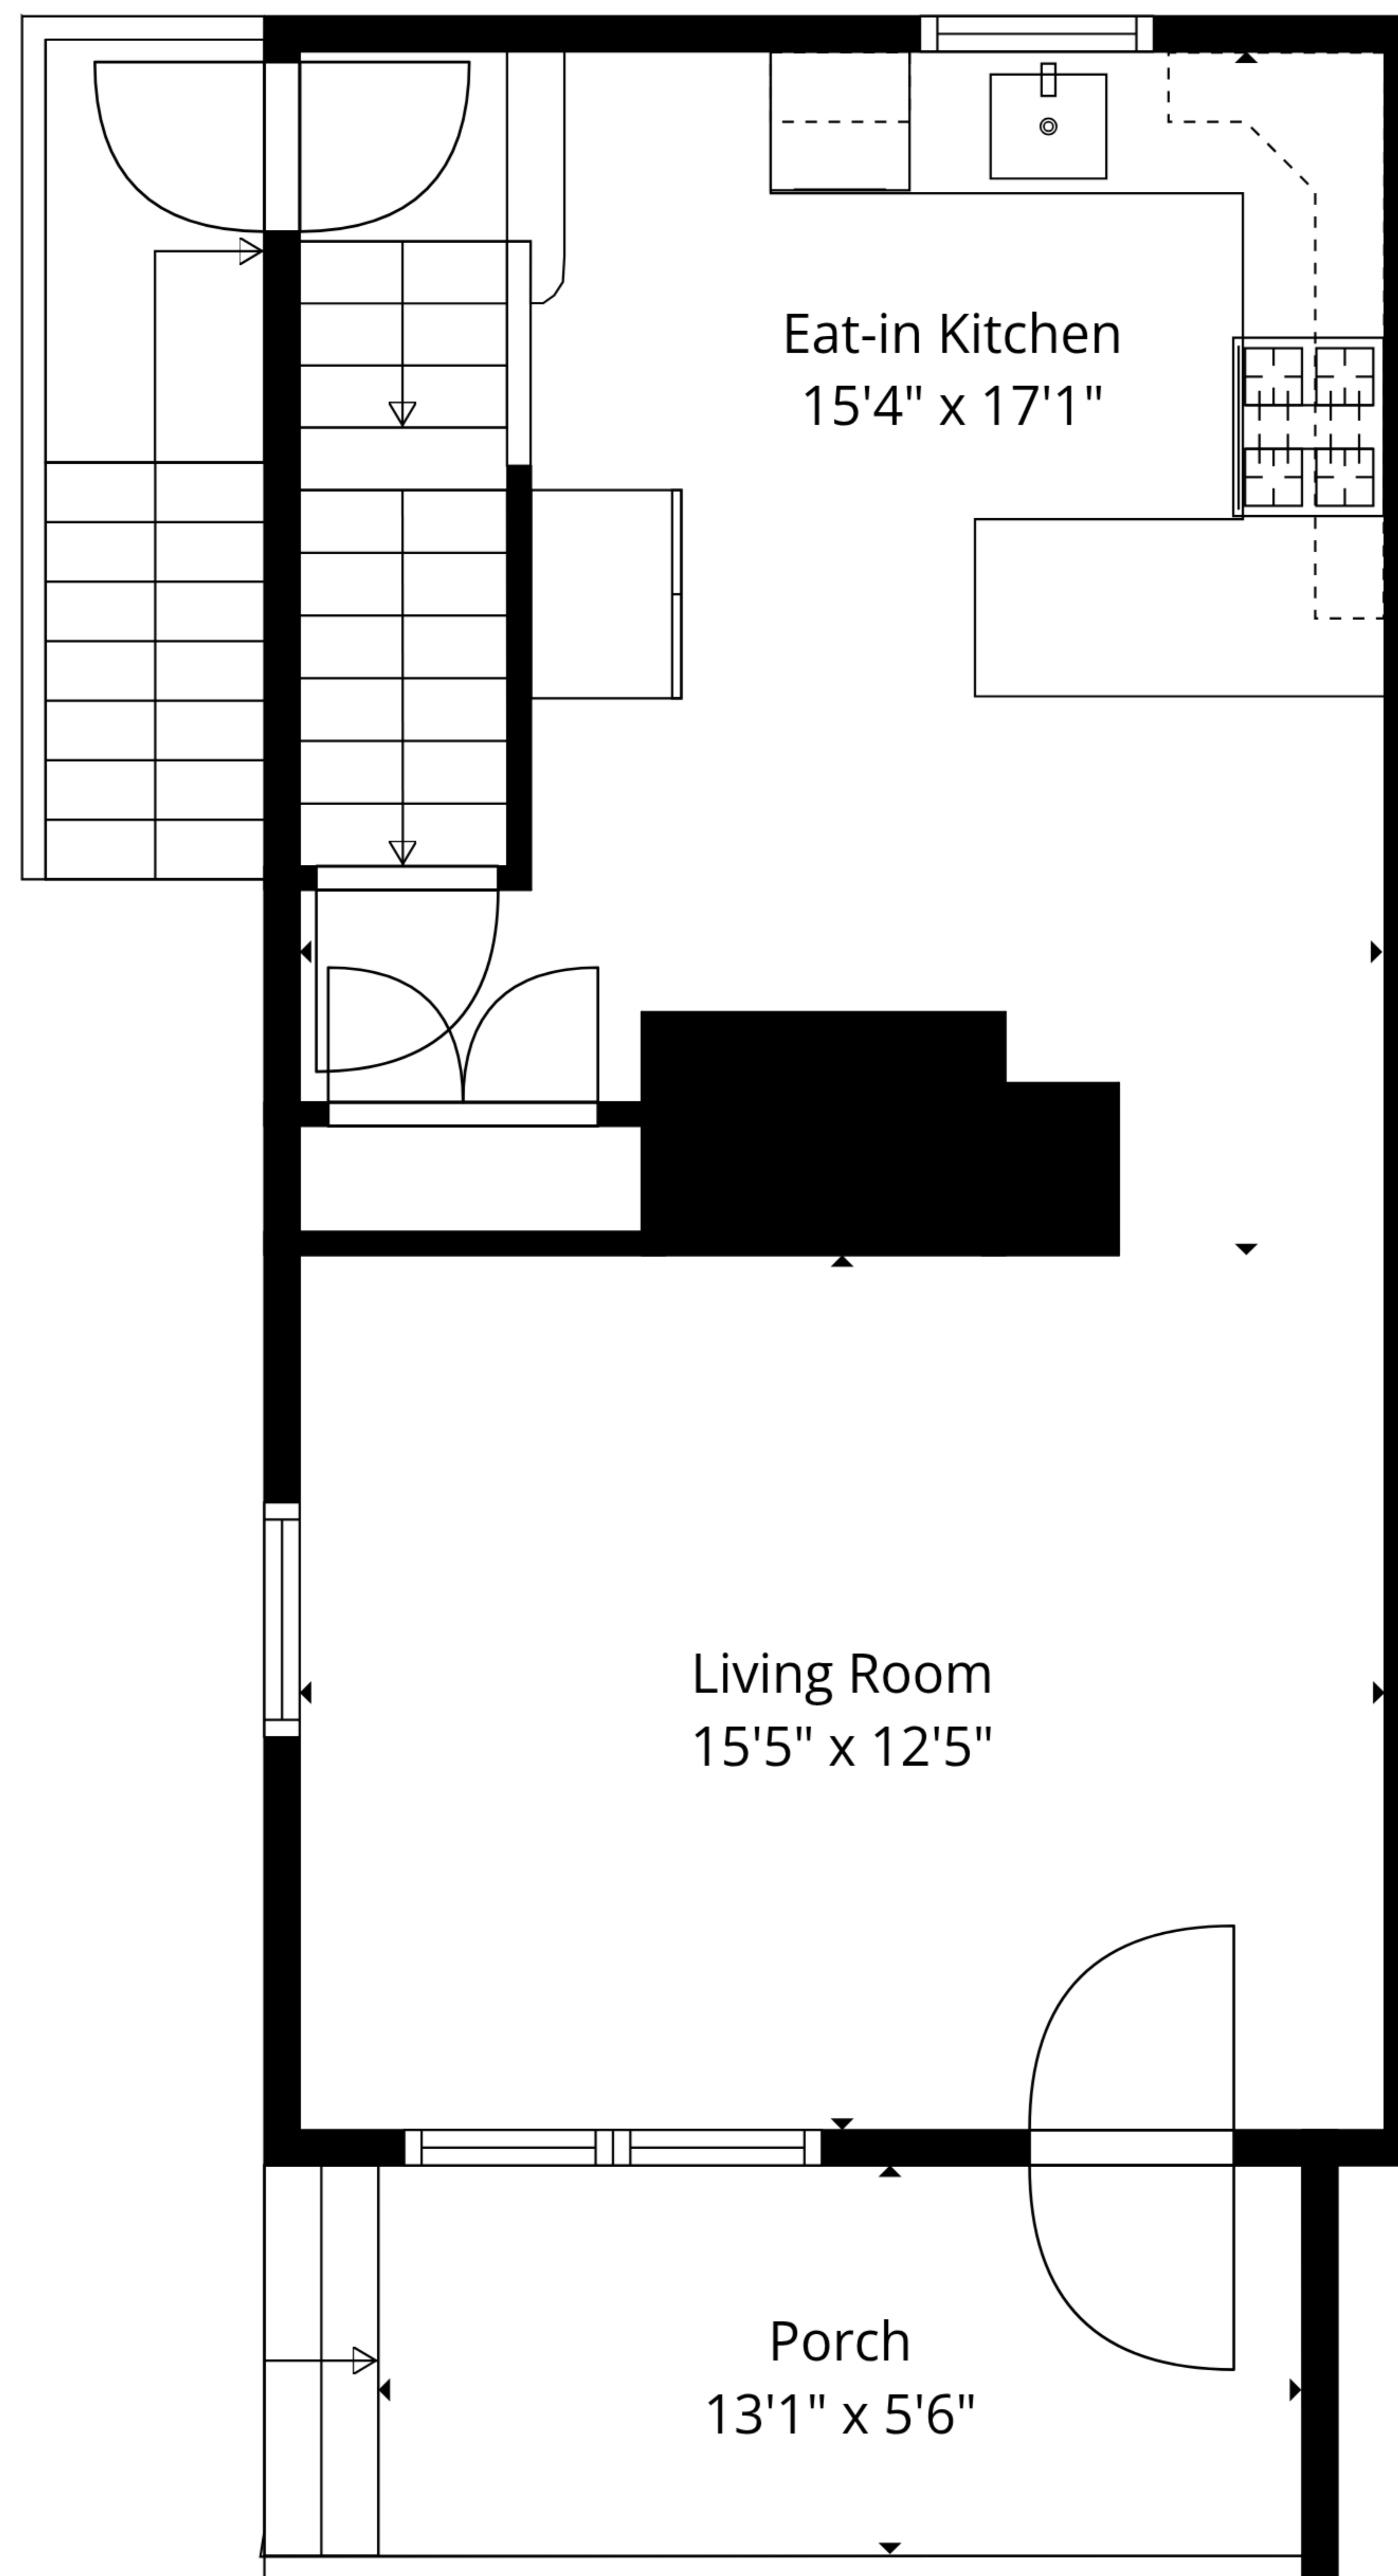 Eat-in Kitchen
15'4" x 17'1"
Living Room
15'5" x 12'5"
Porch
13'1" x 5'6"